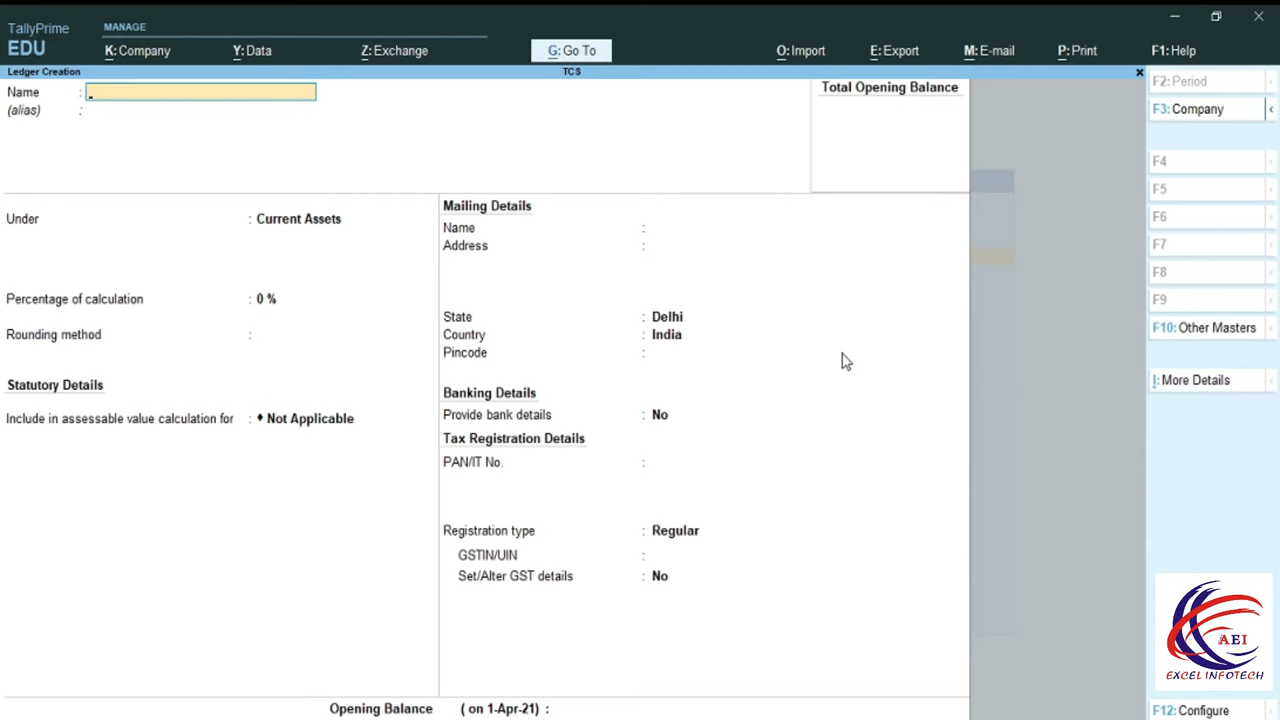 TallyPrime
EDU
MANAGE
K: Company Y: Data Z: Exchange G: Go To O: Import E: Export M: E-mail P: Print F1: Help
Ledger Creation TCS x
Name :
(alias) :
Total Opening Balance
Under : Current Assets
Percentage of calculation : 0 %
Rounding method :
Statutory Details
Include in assessable value calculation for : ♦ Not Applicable
Mailing Details
Name :
Address :
State : Delhi
Country : India
Pincode :
Banking Details
Provide bank details : No
Tax Registration Details
PAN/IT No. :
Registration type : Regular
GSTIN/UIN :
Set/Alter GST details : No
Opening Balance ( on 1-Apr-21) :
F2: Period
F3: Company
F4
F5
F6
F7
F8
F9
F10: Other Masters
I: More Details
AEI
EXCEL INFOTECH
F12: Configure